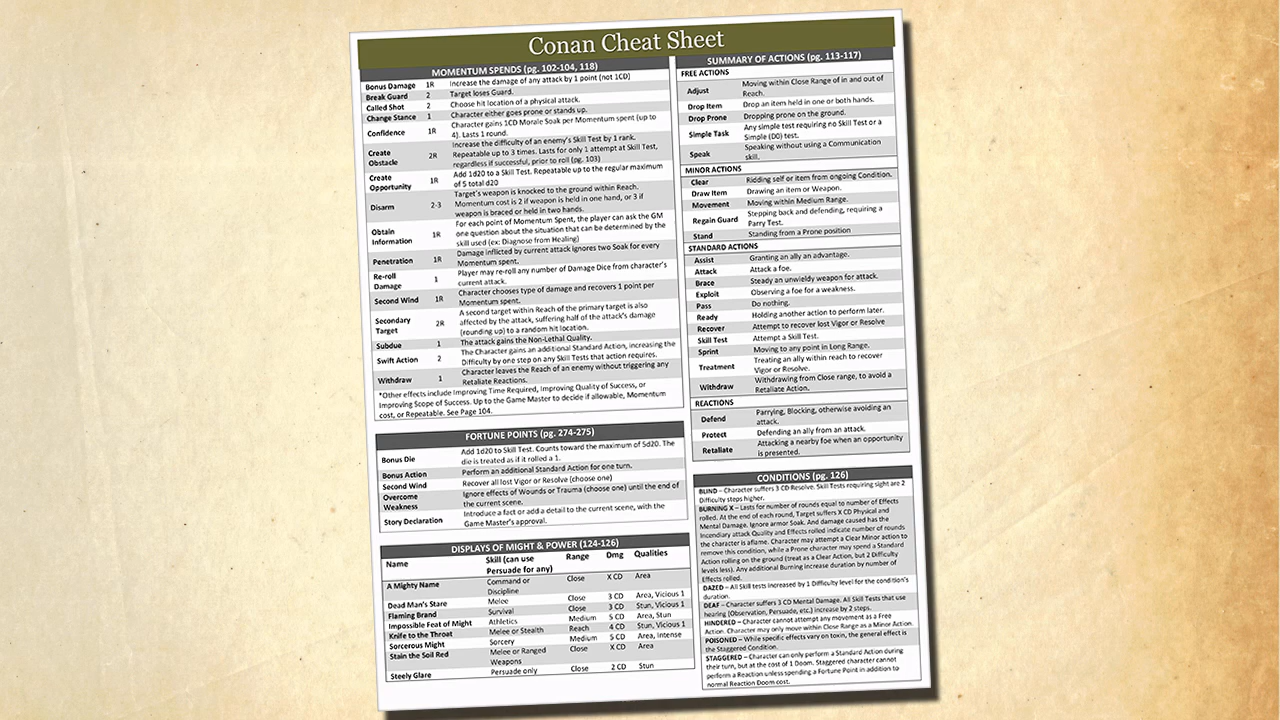 Conan Cheat Sheet
MOMENTUM SPENDS (pg. 102-104, 118)
Bonus Damage 1R Increase the damage of any attack by 1 point (not 1CD)
Break Guard 2 Target loses Guard.
Called Shot 2 Choose hit location of a physical attack.
Change Stance 1 Character either goes prone or stands up.
Confidence 1R Character gains 1CD Morale Soak per Momentum spent (up to
4). Lasts 1 round.
Create
Obstacle 2R Increase the difficulty of an enemy's Skill Test by 1 rank.
Repeatable up to 3 times. Lasts for only 1 attempt at Skill Test,
regardless if successful, prior to roll (pg. 103)
Create
Opportunity 1R Add 1d20 to a Skill Test. Repeatable up to the regular maximum
of 5 total d20
Disarm 2-3 Target's weapon is knocked to the ground within Reach.
Momentum cost is 2 if weapon is held in one hand, or 3 if
weapon is braced or held in two hands.
Obtain
Information 1R For each point of Momentum Spent, the player can ask the GM
one question about the situation that can be determined by the
skill used (ex: Diagnose from Healing)
Penetration 1R Damage inflicted by current attack ignores two Soak for every
Momentum spent.
Re-roll
Damage 1 Player may re-roll any number of Damage Dice from character's
current attack.
Second Wind 1R Character chooses type of damage and recovers 1 point per
Momentum spent.
Secondary
Target 2R A second target within Reach of the primary target is also
affected by the attack, suffering half of the attack's damage
(rounding up) to a random hit location.
Subdue 1 The attack gains the Non-Lethal Quality.
Swift Action 2 The Character gains an additional Standard Action, increasing the
Difficulty by one step on any Skill Tests that action requires.
Withdraw 1 Character leaves the Reach of an enemy without triggering any
Retaliate Reactions.
*Other effects include Improving Time Required, Improving Quality of Success, or
Improving Scope of Success. Up to the Game Master to decide if allowable, Momentum
cost, or Repeatable. See Page 104.
FORTUNE POINTS (pg. 274-275)
Bonus Die Add 1d20 to Skill Test. Counts toward the maximum of 5d20. The
die is treated as if it rolled a 1.
Bonus Action Perform an additional Standard Action for one turn.
Second Wind Recover all lost Vigor or Resolve (choose one)
Overcome
Weakness Ignore effects of Wounds or Trauma (choose one) until the end of
the current scene.
Story Declaration Introduce a fact or add a detail to the current scene, with the
Game Master's approval.
DISPLAYS OF MIGHT & POWER (124-126)
Name Skill (can use
Persuade for any) Range Dmg Qualities
A Mighty Name Command or
Discipline Close X CD Area
Dead Man's Stare Melee Close 3 CD Area, Vicious 1
Flaming Brand Survival Close 3 CD Stun, Vicious 1
Impossible Feat of Might Athletics Medium 5 CD Area, Stun
Knife to the Throat Melee or Stealth Reach 4 CD Stun, Vicious 1
Sorcerous Might Sorcery Medium 5 CD Area, Intense
Stain the Soil Red Melee or Ranged
Weapons Close X CD Area
Steely Glare Persuade only Close 2 CD Stun
SUMMARY OF ACTIONS (pg. 113-117)
FREE ACTIONS
Adjust Moving within Close Range of in and out of
Reach.
Drop Item Drop an item held in one or both hands.
Drop Prone Dropping prone on the ground.
Simple Task Any simple test requiring no Skill Test or a
Simple (D0) test.
Speak Speaking without using a Communication
skill.
MINOR ACTIONS
Clear Ridding self or item from ongoing Condition.
Draw Item Drawing an item or Weapon.
Movement Moving within Medium Range.
Regain Guard Stepping back and defending, requiring a
Parry Test.
Stand Standing from a Prone position
STANDARD ACTIONS
Assist Granting an ally an advantage.
Attack Attack a foe.
Brace Steady an unwieldy weapon for attack.
Exploit Observing a foe for a weakness.
Pass Do nothing.
Ready Holding another action to perform later.
Recover Attempt to recover lost Vigor or Resolve
Skill Test Attempt a Skill Test.
Sprint Moving to any point in Long Range.
Treatment Treating an ally within reach to recover
Vigor or Resolve.
Withdraw Withdrawing from Close range, to avoid a
Retaliate Action.
REACTIONS
Defend Parrying, Blocking, otherwise avoiding an
attack.
Protect Defending an ally from an attack.
Retaliate Attacking a nearby foe when an opportunity
is presented.
CONDITIONS (pg. 126)
BLIND – Character suffers 3 CD Resolve. Skill Tests requiring sight are 2
Difficulty steps higher.
BURNING X – Lasts for number of rounds equal to number of Effects
rolled. At the end of each round, Target suffers X CD Physical and
Mental Damage. Ignore armor Soak. And damage caused has the
Incendiary attack Quality and Effects rolled indicate number of rounds
the character is aflame. Character may attempt a Clear Minor action to
remove this condition, while a Prone character may spend a Standard
Action rolling on the ground (treat as a Clear Action, but 2 Difficulty
levels less). Any additional Burning increase duration by number of
Effects rolled.
DAZED – All Skill tests increased by 1 Difficulty level for the condition's
duration.
DEAF – Character suffers 3 CD Mental Damage. All Skill Tests that use
hearing (Observation, Persuade, etc.) increase by 2 steps.
HINDERED – Character cannot attempt any movement as a Free
Action. Character may only move within Close Range as a Minor Action.
POISONED – While specific effects vary on toxin, the general effect is
the Staggered Condition.
STAGGERED – Character can only perform a Standard Action during
their turn, but at the cost of 1 Doom. Staggered character cannot
perform a Reaction unless spending a Fortune Point in addition to
normal Reaction Doom cost.